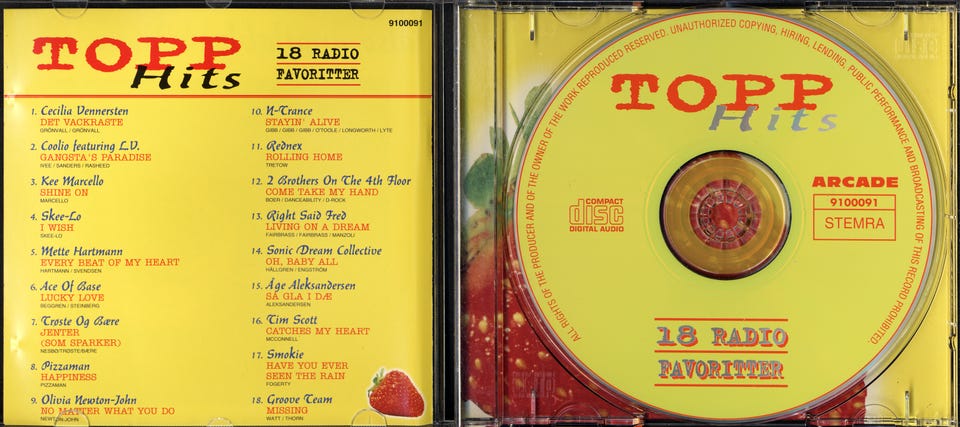 9100091
TOPP
Hits
18 RADIO
FAVORITTER
1. Cecilia Vennersten
DET VACKRASTE
GRÖNVALL / GRÖNVALL
2. Coolio featuring L.V.
GANGSTA'S PARADISE
IVEE / SANDERS / RASHEED
3. Kee Marcello
SHINE ON
MARCELLO
4. Skee-Lo
I WISH
SKEE-LO
5. Mette Hartmann
EVERY BEAT OF MY HEART
HARTMANN / SVENDSEN
6. Ace Of Base
LUCKY LOVE
BEGGREN / STEINBERG
7. Trøste Og Bære
JENTER
(SOM SPARKER)
NESBO/TRØSTE/BÆRE
8. Pizzaman
HAPPINESS
PIZZAMAN
9. Olivia Newton-John
NO MATTER WHAT YOU DO
NEWTON-JOHN
10. N-Trance
STAYIN' ALIVE
GIBB / GIBB / GIBB / O'TOOLE / LONGWORTH / LYTE
11. Rednex
ROLLING HOME
TRETOW
12. 2 Brothers On The 4th Floor
COME TAKE MY HAND
BOER / DANCEABILITY / D-ROCK
13. Right Said Fred
LIVING ON A DREAM
FAIRBRASS / FAIRBRASS / MANZOLI
14. Sonic Dream Collective
OH, BABY ALL
HÄLLGREN / ENGSTRÖM
15. Åge Aleksandersen
SÅ GLA I DÆ
ALEKSANDERSEN
16. Tim Scott
CATCHES MY HEART
MCCONNELL
17. Smokie
HAVE YOU EVER
SEEN THE RAIN
FOGERTY
18. Groove Team
MISSING
WATT / THORN
ALL RIGHTS OF THE PRODUCER AND OF THE OWNER OF THE WORK REPRODUCED RESERVED. UNAUTHORIZED COPYING, HIRING, LENDING, PUBLIC PERFORMANCE AND BROADCASTING OF THIS RECORD PROHIBITED.
TOPP
Hits
COMPACT
disc
DIGITAL AUDIO
ARCADE
9100091
STEMRA
18 RADIO
FAVORITTER